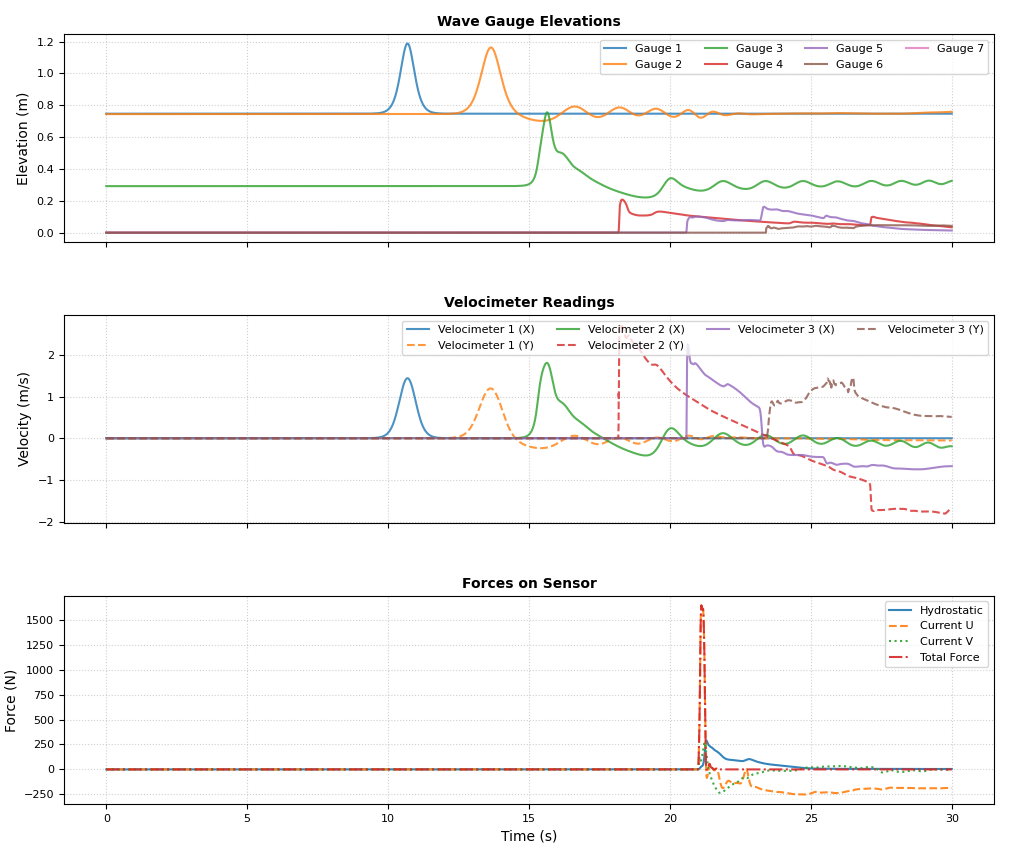 Wave Gauge Elevations
Elevation (m)
1.2
1.0
0.8
0.6
0.4
0.2
0.0
Gauge 1 Gauge 3 Gauge 5 Gauge 7
Gauge 2 Gauge 4 Gauge 6
Velocimeter Readings
Velocity (m/s)
2
1
0
−1
−2
Velocimeter 1 (X) Velocimeter 2 (X) Velocimeter 3 (X) Velocimeter 3 (Y)
Velocimeter 1 (Y) Velocimeter 2 (Y)
Forces on Sensor
Force (N)
1500
1250
1000
750
500
250
0
−250
Hydrostatic
Current U
Current V
Total Force
0 5 10 15 20 25 30
Time (s)